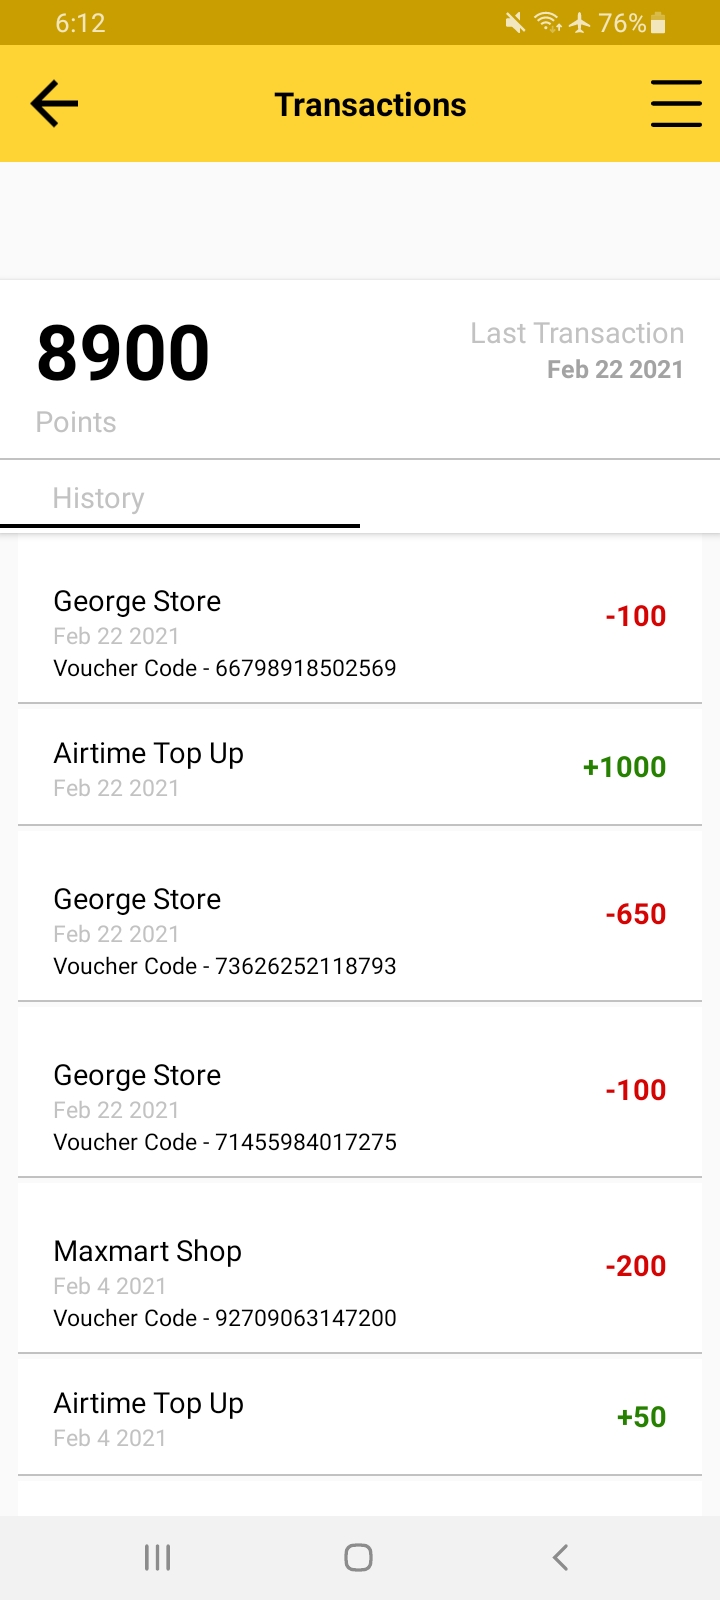 6:12 76%
Transactions
8900
Last Transaction
Feb 22 2021
Points
History
George Store
-100
Feb 22 2021
Voucher Code - 66798918502569
Airtime Top Up
+1000
Feb 22 2021
George Store
-650
Feb 22 2021
Voucher Code - 73626252118793
George Store
-100
Feb 22 2021
Voucher Code - 71455984017275
Maxmart Shop
-200
Feb 4 2021
Voucher Code - 92709063147200
Airtime Top Up
+50
Feb 4 2021